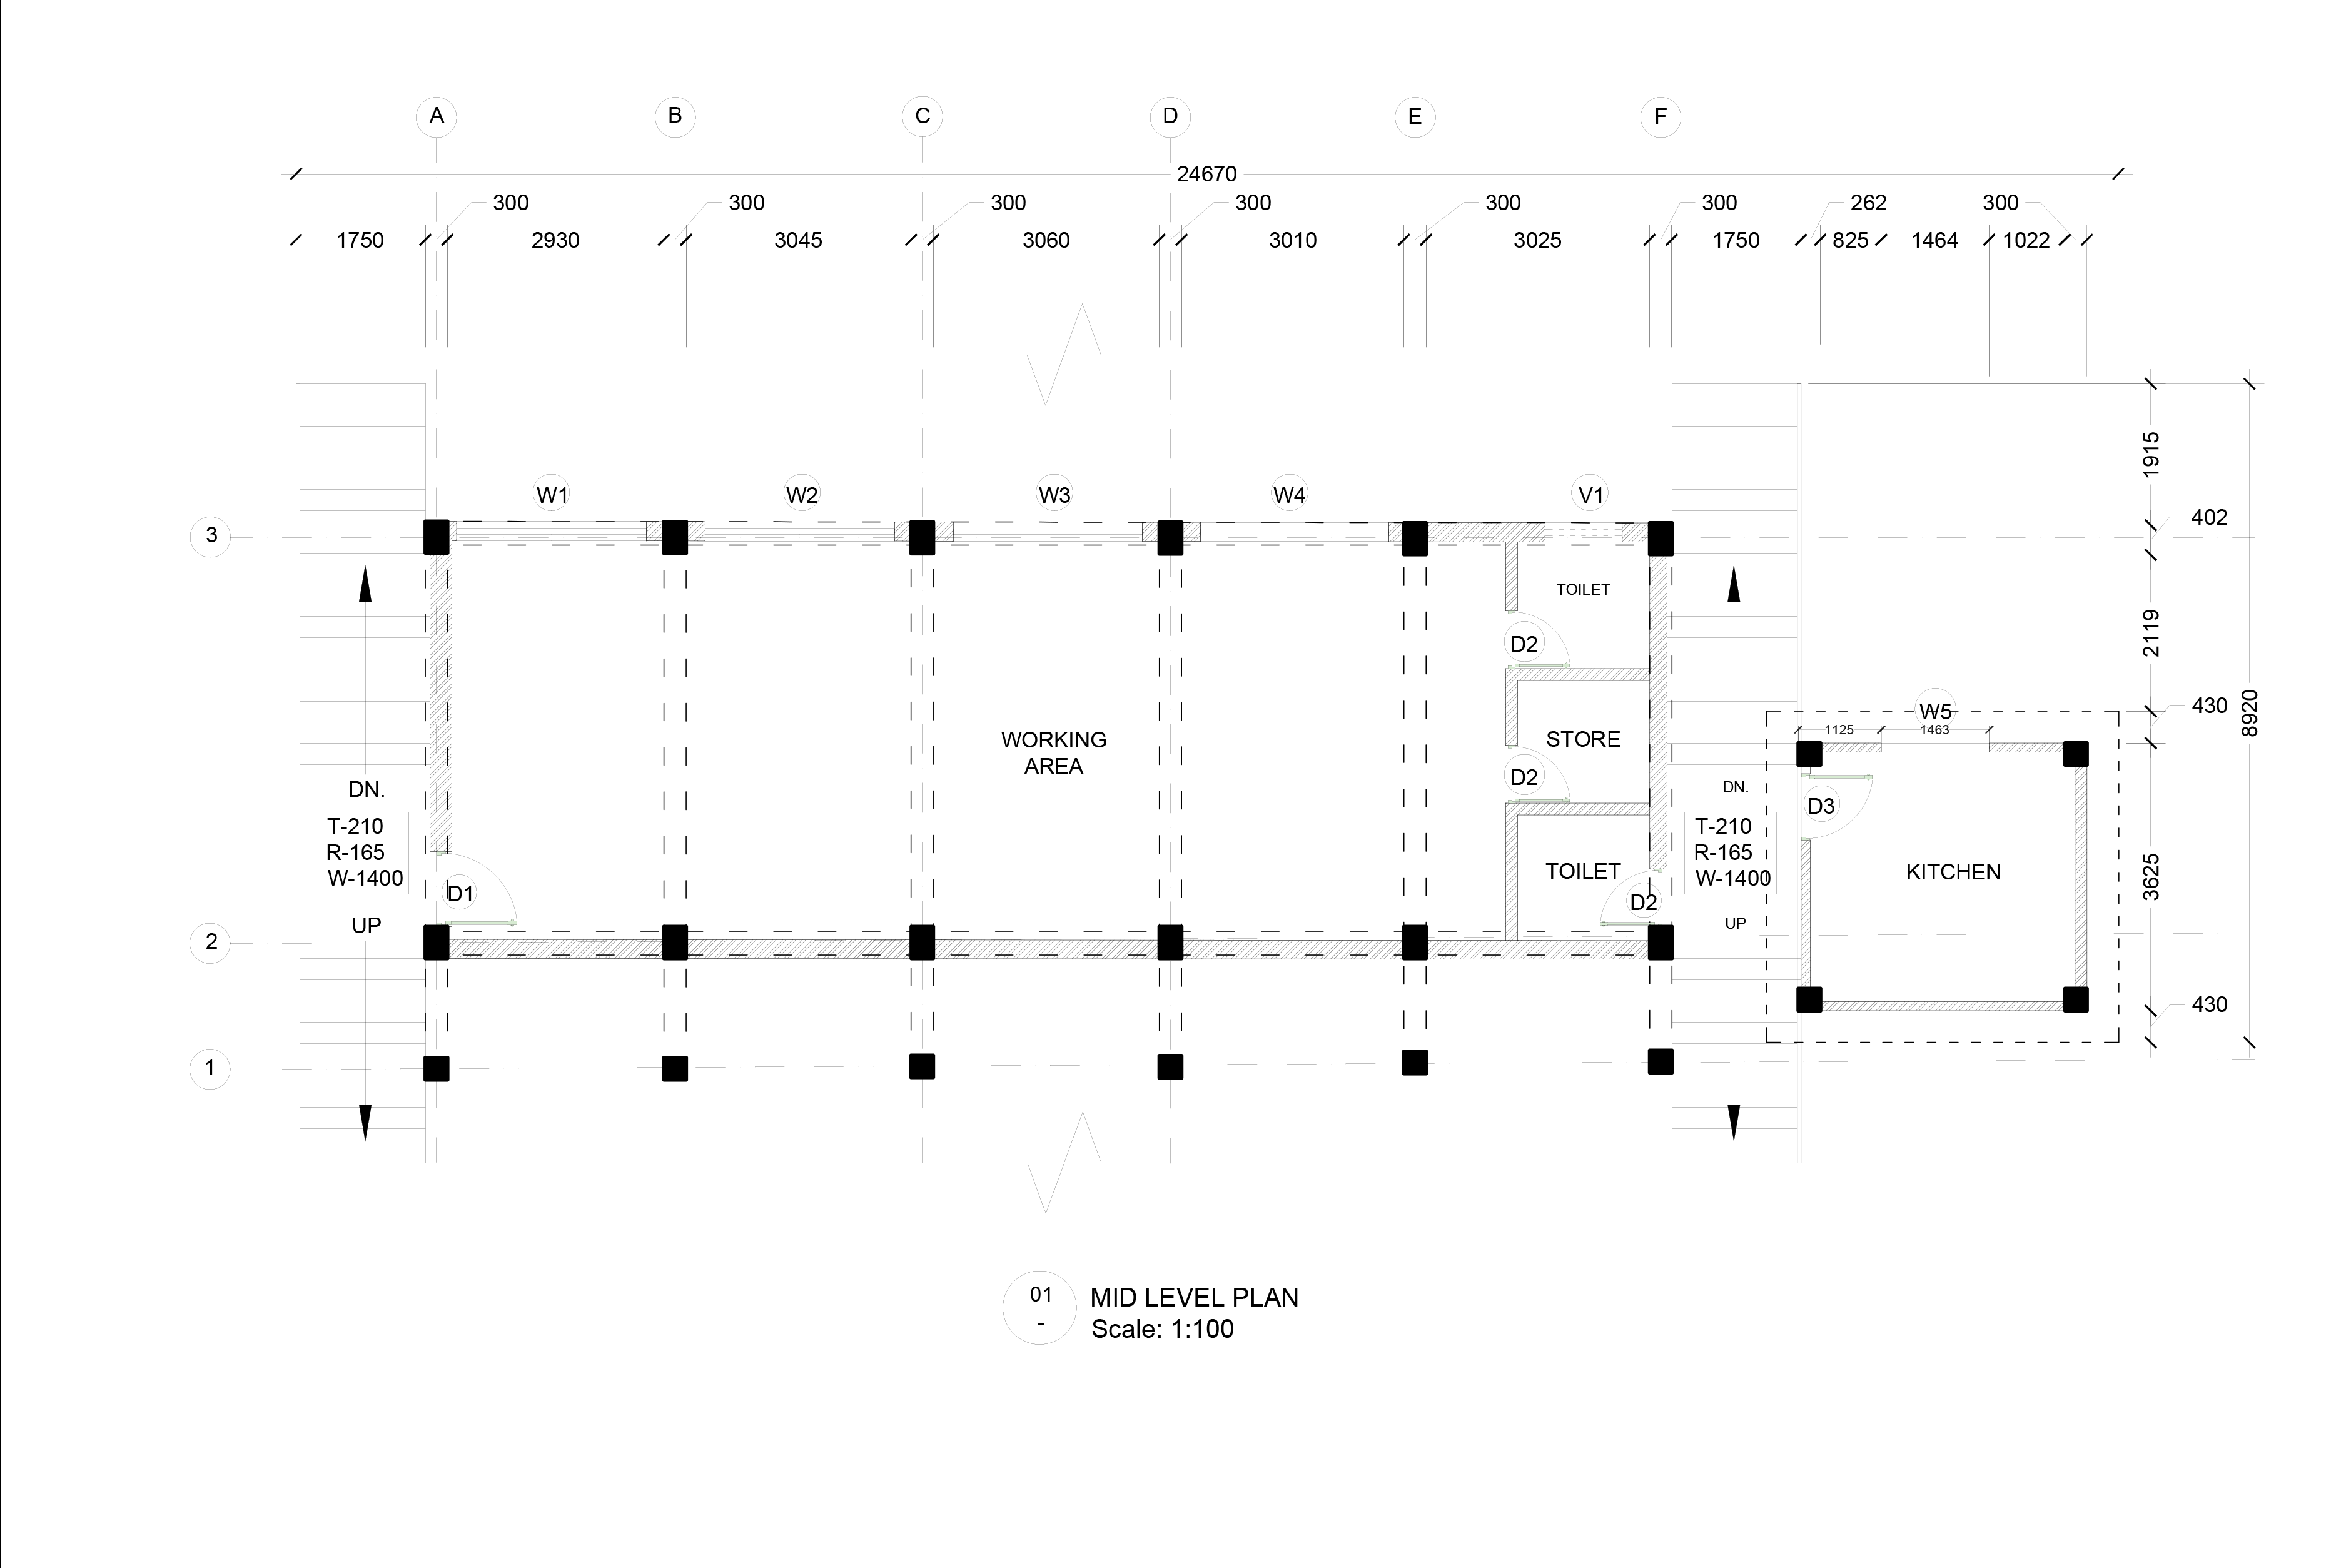 A B C D E F
24670
300 300 300 300 300 300 262 300
1750 2930 3045 3060 3010 3025 1750 825 1464 1022
1915
W1 W2 W3 W4 V1
3
402
TOILET
D2
2119
430
8920
W5
1125 1463
WORKING
AREA
STORE
D2
DN.
DN.
D3
T-210
R-165
W-1400
T-210
R-165
W-1400
TOILET
KITCHEN
3625
D1
D2
UP
UP
2
430
1
01
-
MID LEVEL PLAN
Scale: 1:100